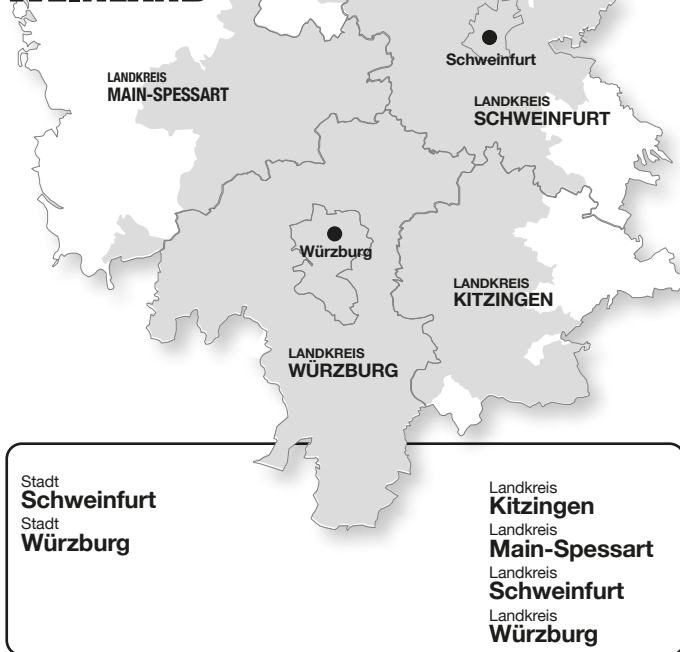 Schweinfurt
LANDKREIS
MAIN-SPESSART
LANDKREIS
SCHWEINFURT
Würzburg
LANDKREIS
KITZINGEN
LANDKREIS
WÜRZBURG
Stadt
Schweinfurt
Stadt
Würzburg
Landkreis
Kitzingen
Landkreis
Main-Spessart
Landkreis
Schweinfurt
Landkreis
Würzburg